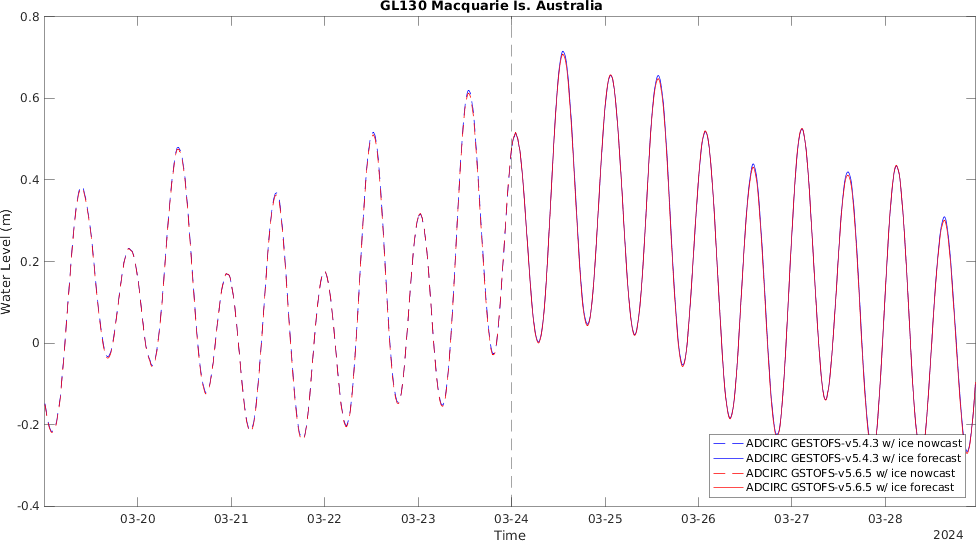 GL130 Macquarie Is. Australia
0.8
0.6
0.4
0.2
0
-0.2
-0.4
Water Level (m)
03-20 03-21 03-22 03-23 03-24 03-25 03-26 03-27 03-28
Time
2024
ADCIRC GESTOFS-v5.4.3 w/ ice nowcast
ADCIRC GESTOFS-v5.4.3 w/ ice forecast
ADCIRC GSTOFS-v5.6.5 w/ ice nowcast
ADCIRC GSTOFS-v5.6.5 w/ ice forecast